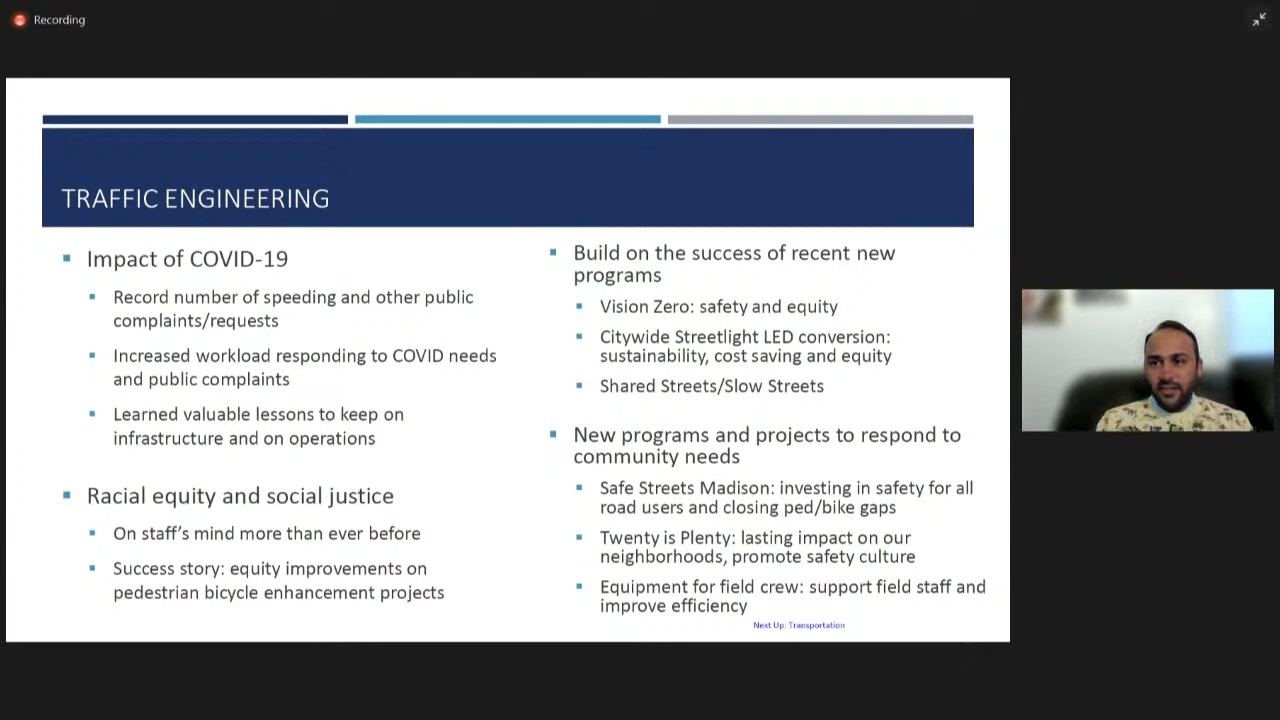 Recording
TRAFFIC ENGINEERING
Impact of COVID-19
Record number of speeding and other public
complaints/requests
Increased workload responding to COVID needs
and public complaints
Learned valuable lessons to keep on
infrastructure and on operations
Racial equity and social justice
On staff’s mind more than ever before
Success story: equity improvements on
pedestrian bicycle enhancement projects
Build on the success of recent new
programs
Vision Zero: safety and equity
Citywide Streetlight LED conversion:
sustainability, cost saving and equity
Shared Streets/Slow Streets
New programs and projects to respond to
community needs
Safe Streets Madison: investing in safety for all
road users and closing ped/bike gaps
Twenty is Plenty: lasting impact on our
neighborhoods, promote safety culture
Equipment for field crew: support field staff and
improve efficiency
Next Up: Transportation